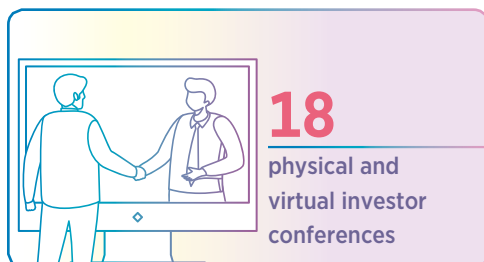 18
physical and
virtual investor
conferences